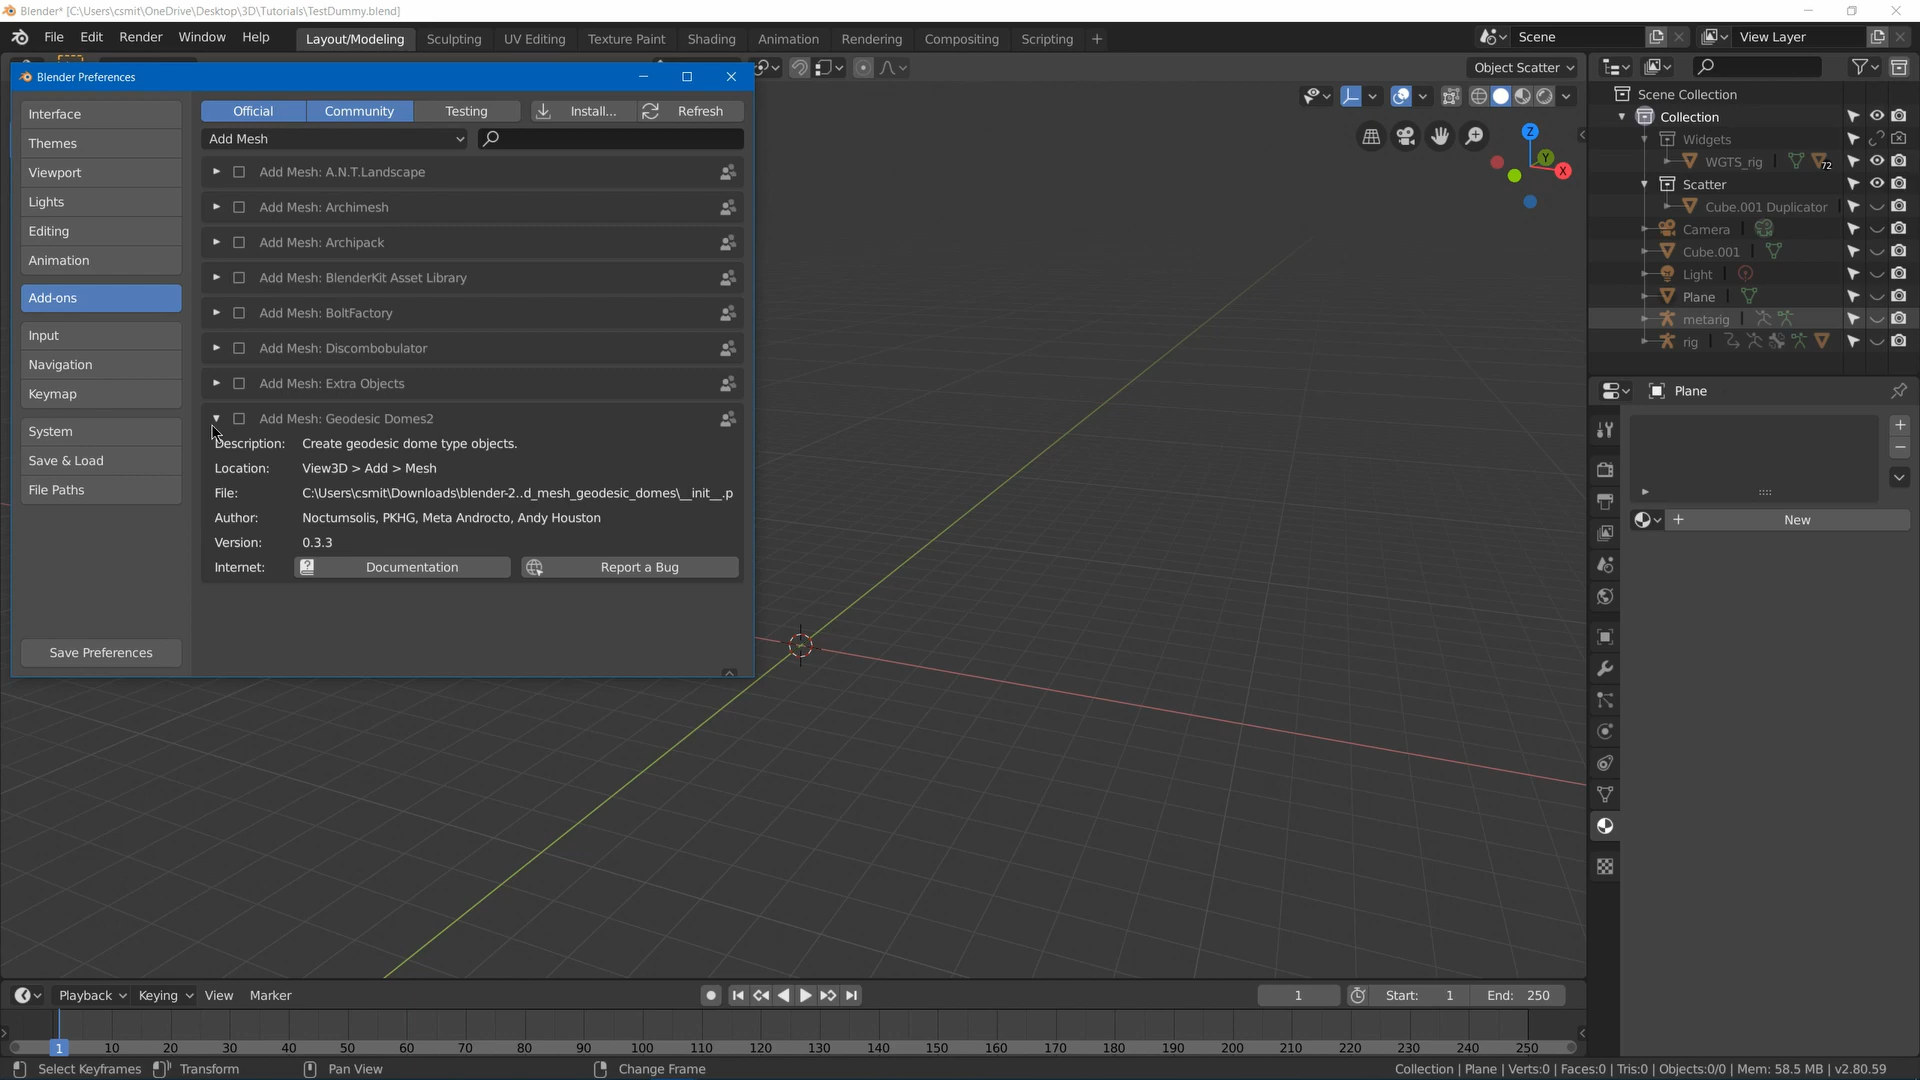 Blender* [C:\Users\csmit\OneDrive\Desktop\3D\Tutorials\TestDummy.blend]
File Edit Render Window Help Layout/Modeling Sculpting UV Editing Texture Paint Shading Animation Rendering Compositing Scripting + Scene View Layer
Blender Preferences
Object Scatter
Interface
Themes
Viewport
Lights
Editing
Animation
Add-ons
Input
Navigation
Keymap
System
Save & Load
File Paths
Save Preferences
Official Community Testing Install... Refresh
Add Mesh
Add Mesh: A.N.T.Landscape
Add Mesh: Archimesh
Add Mesh: Archipack
Add Mesh: BlenderKit Asset Library
Add Mesh: BoltFactory
Add Mesh: Discombobulator
Add Mesh: Extra Objects
Add Mesh: Geodesic Domes2
Description: Create geodesic dome type objects.
Location: View3D > Add > Mesh
File: C:\Users\csmit\Downloads\blender-2..d_mesh_geodesic_domes\__init__.p
Author: Noctumsolis, PKHG, Meta Androcto, Andy Houston
Version: 0.3.3
Internet: Documentation Report a Bug
Z
Y
X
Scene Collection
Collection
Widgets
WGTS_rig 72
Scatter
Cube.001 Duplicator
Camera
Cube.001
Light
Plane
metarig
rig
Plane
New
Playback Keying View Marker 1 Start: 1 End: 250
1 10 20 30 40 50 60 70 80 90 100 110 120 130 140 150 160 170 180 190 200 210 220 230 240 250
Select Keyframes Transform Pan View Change Frame Collection | Plane | Verts:0 | Faces:0 | Tris:0 | Objects:0/0 | Mem: 58.5 MB | v2.80.59